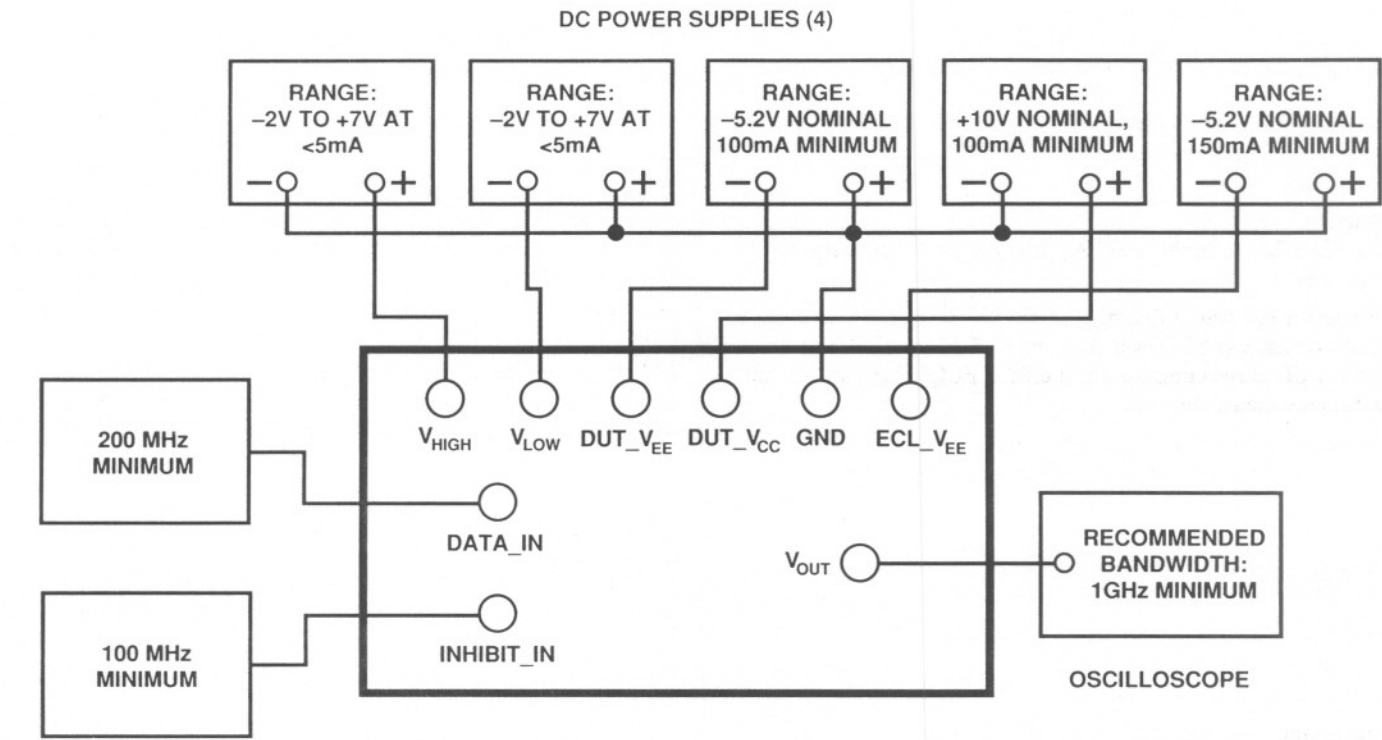 DC POWER SUPPLIES (4)
RANGE:
–2V TO +7V AT
<5mA
– +
RANGE:
–2V TO +7V AT
<5mA
– +
RANGE:
–5.2V NOMINAL
100mA MINIMUM
– +
RANGE:
+10V NOMINAL,
100mA MINIMUM
– +
RANGE:
–5.2V NOMINAL
150mA MINIMUM
– +
VHIGH VLOW DUT_VEE DUT_VCC GND ECL_VEE
200 MHz
MINIMUM
DATA_IN
100 MHz
MINIMUM
INHIBIT_IN
VOUT
RECOMMENDED
BANDWIDTH:
1GHz MINIMUM
OSCILLOSCOPE